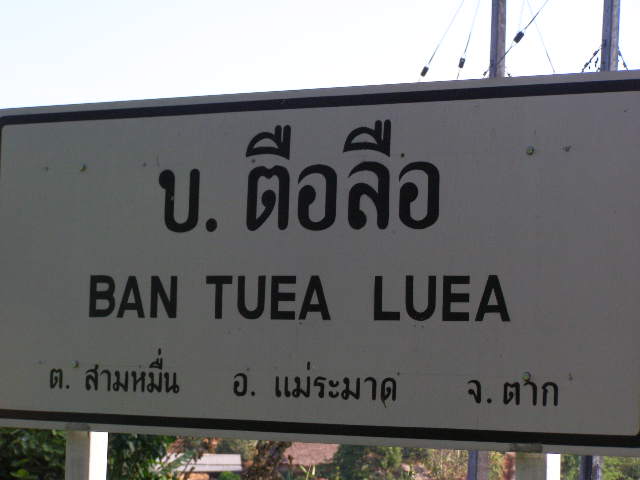 บ. ตือลือ
BAN TUEA LUEA
ต. สามหมื่น อ. แม่ระมาด จ. ตาก